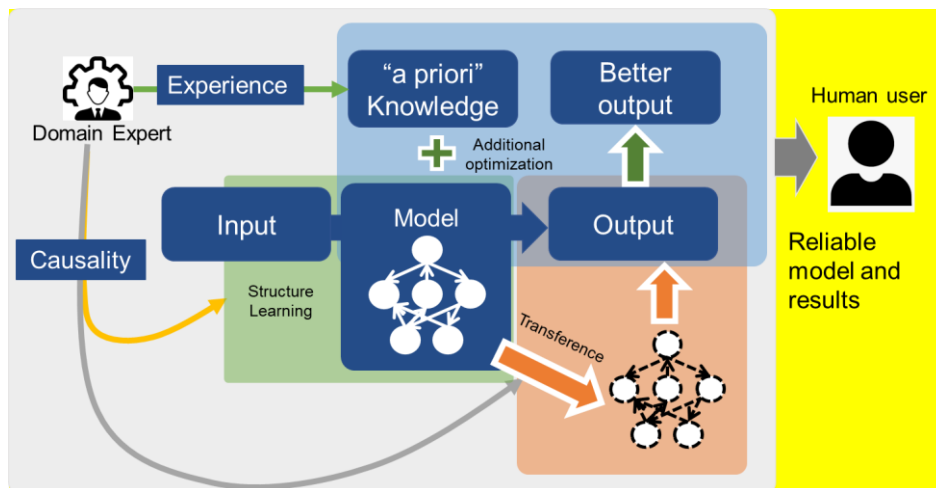 Experience
Domain Expert
“a priori”
Knowledge
Better
output
Additional
optimization
Human user
Input
Model
Output
Causality
Structure
Learning
Transference
Reliable
model and
results